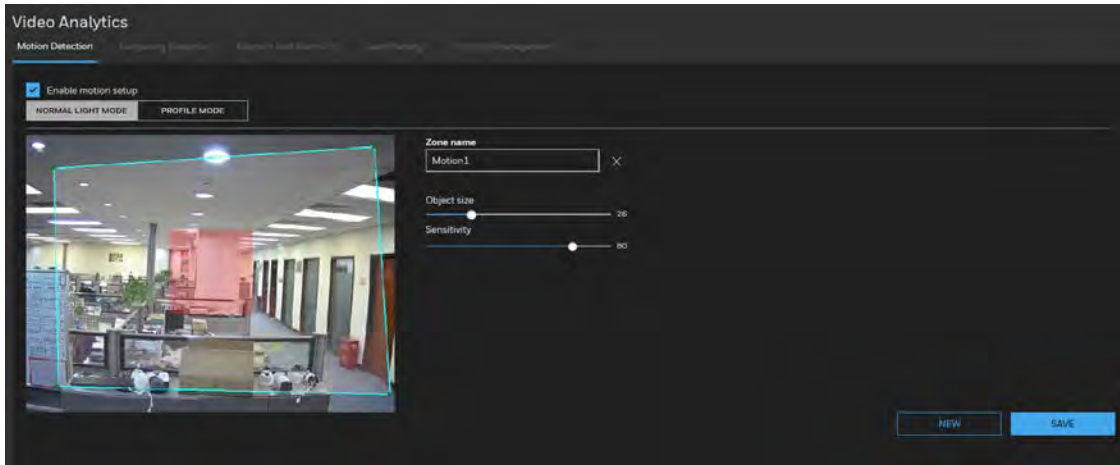 Video Analytics
Motion Detection
Enable motion setup
NORMAL LIGHT MODE PROFILE MODE
Zone name
Motion1
Object size
26
Sensitivity
80
NEW SAVE